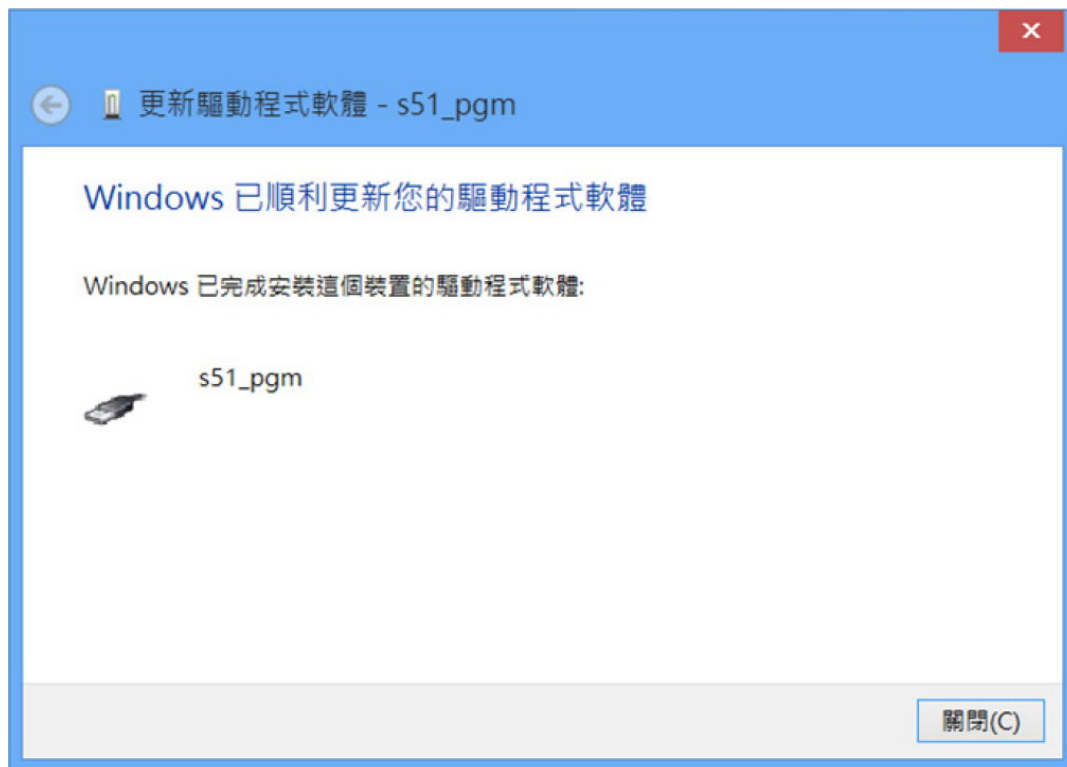 更新驅動程式軟體 - s51_pgm
Windows 已順利更新您的驅動程式軟體
Windows 已完成安裝這個裝置的驅動程式軟體:
s51_pgm
關閉(C)